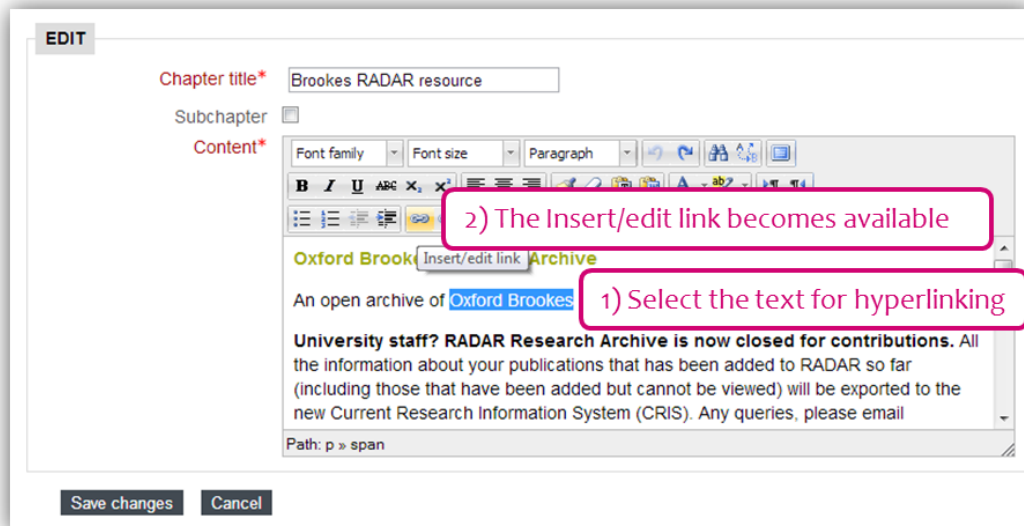 EDIT
Chapter title*
Brookes RADAR resource
Subchapter
Content*
Font family
Font size
Paragraph
B I U ABC X₂ X²
2) The Insert/edit link becomes available
Oxford Archive
Insert/edit link
An open archive of Oxford Brookes
1) Select the text for hyperlinking
University staff? RADAR Research Archive is now closed for contributions. All
the information about your publications that has been added to RADAR so far
(including those that have been added but cannot be viewed) will be exported to the
new Current Research Information System (CRIS). Any queries, please email
Path: p » span
Save changes
Cancel